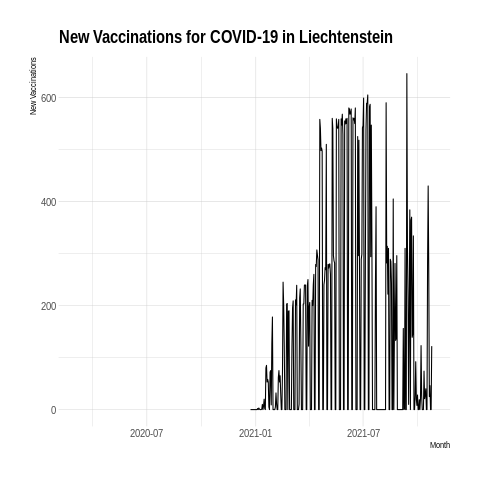 New Vaccinations for COVID-19 in Liechtenstein
New Vaccinations
600
400
200
0
2020-07
2021-01
2021-07
Month